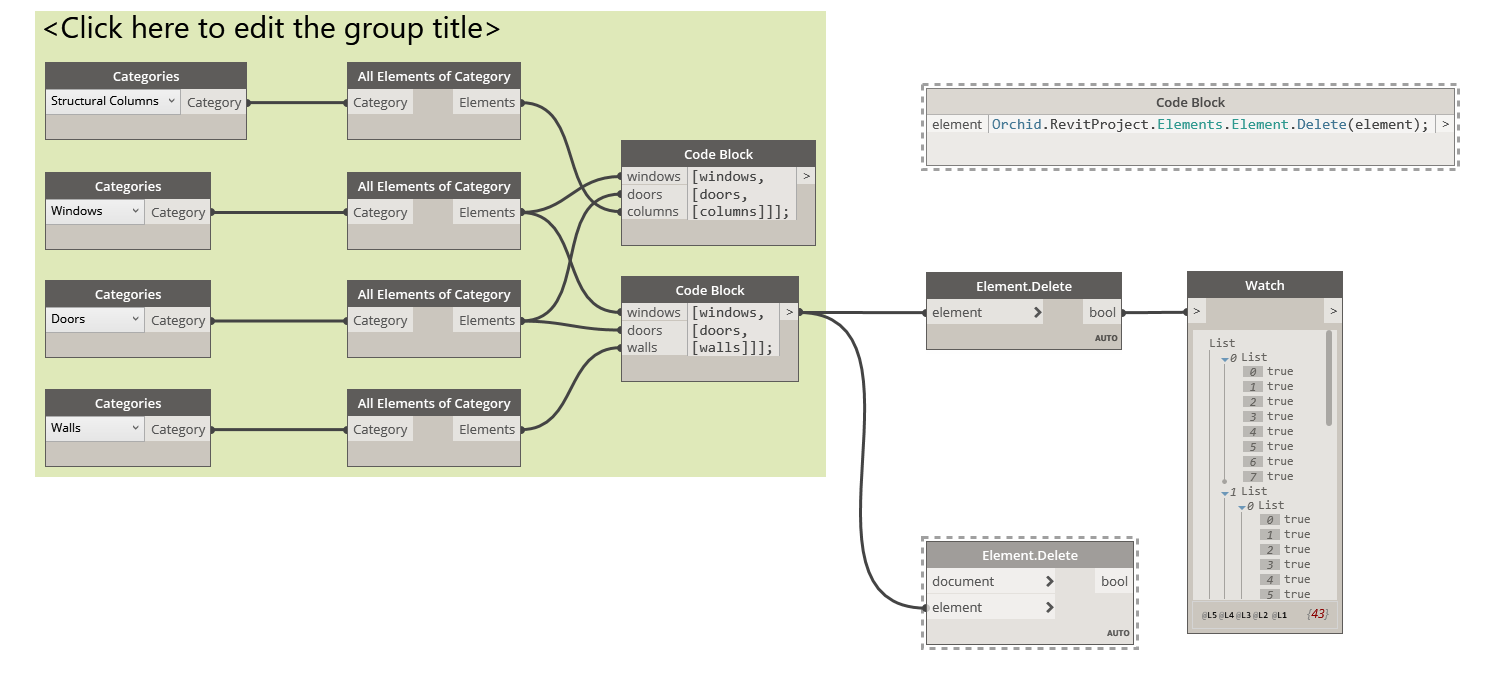 <Click here to edit the group title>
Categories
Structural Columns
Category
All Elements of Category
Category
Elements
Categories
Windows
Category
All Elements of Category
Category
Elements
Categories
Doors
Category
All Elements of Category
Category
Elements
Categories
Walls
Category
All Elements of Category
Category
Elements
Code Block
windows [windows, >
doors [doors,
columns [columns]]];
Code Block
windows [windows, >
doors [doors,
walls [walls]]];
Code Block
element Orchid.RevitProject.Elements.Element.Delete(element); >
Element.Delete
element > bool
AUTO
Element.Delete
document > bool
element >
AUTO
Watch
> >
List
0 List
0 true
1 true
2 true
3 true
4 true
5 true
6 true
7 true
1 List
0 List
0 true
1 true
2 true
3 true
4 true
5 true
@L5 @L4 @L3 @L2 @L1 {43}